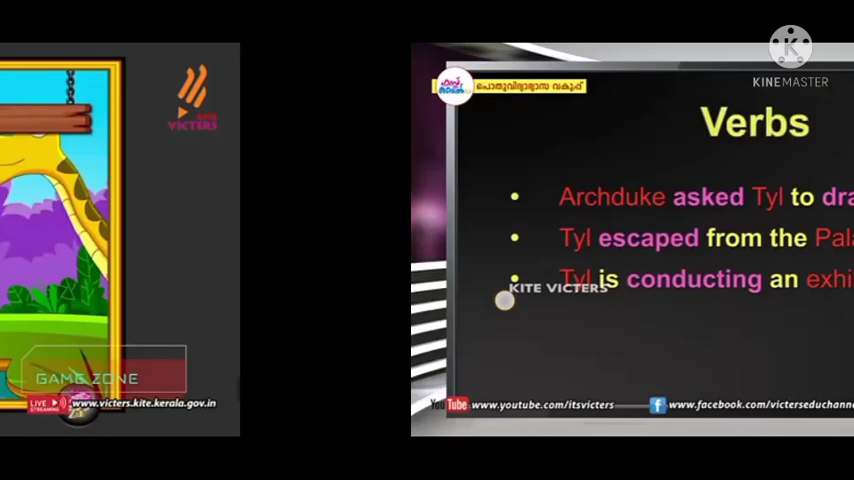 KITE
VICTERS
GAME ZONE
LIVE
STREAMING
www.victers.kite.kerala.gov.in
KINEMASTER
ഫസ്റ്റ്
പൊതുവിദ്യാഭ്യാസ വകുപ്പ്
Verbs
• Archduke asked Tyl to dra
• Tyl escaped from the Pala
• Tyl is conducting an exhi
KITE VICTERS
YouTube www.youtube.com/itsvicters
f www.facebook.com/victerseduchann